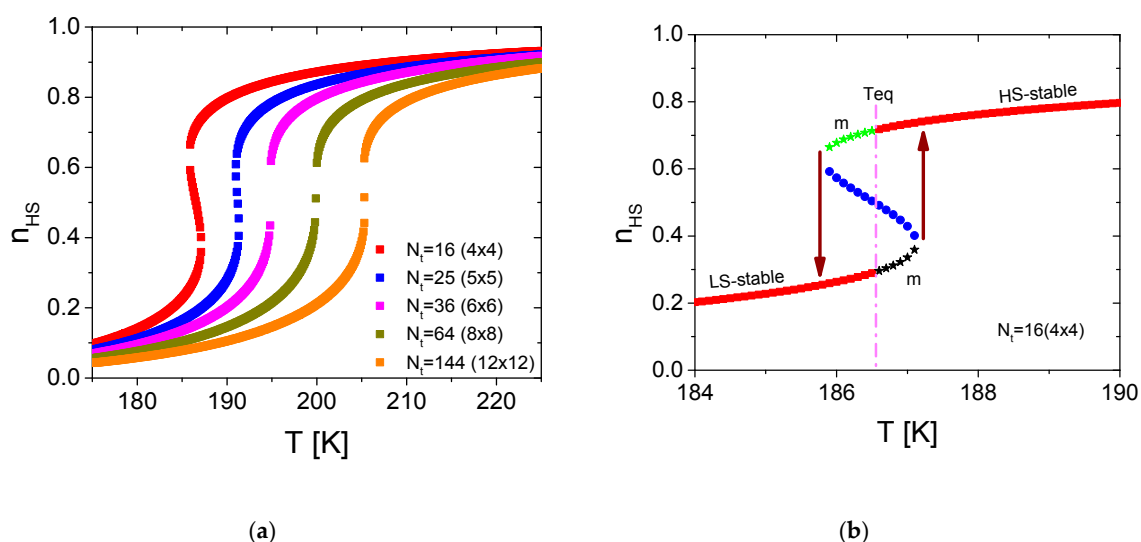 1.0
0.8
0.6
0.4
0.2
0.0
n_HS
N_t=16 (4x4)
N_t=25 (5x5)
N_t=36 (6x6)
N_t=64 (8x8)
N_t=144 (12x12)
180 190 200 210 220
T [K]
(a)
1.0
0.8
0.6
0.4
0.2
0.0
n_HS
Teq
HS-stable
m
LS-stable
m
N_t=16(4x4)
184 186 188 190
T [K]
(b)